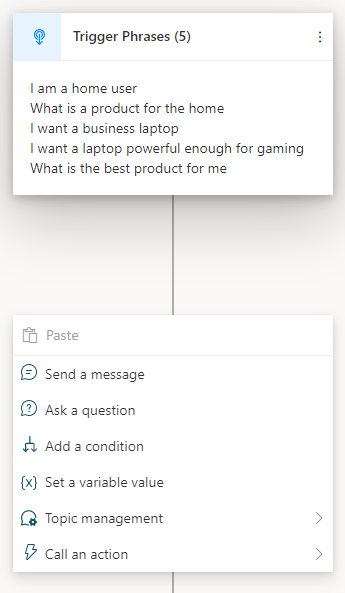 Trigger Phrases (5)
I am a home user
What is a product for the home
I want a business laptop
I want a laptop powerful enough for gaming
What is the best product for me
Paste
Send a message
Ask a question
Add a condition
{x} Set a variable value
Topic management
Call an action